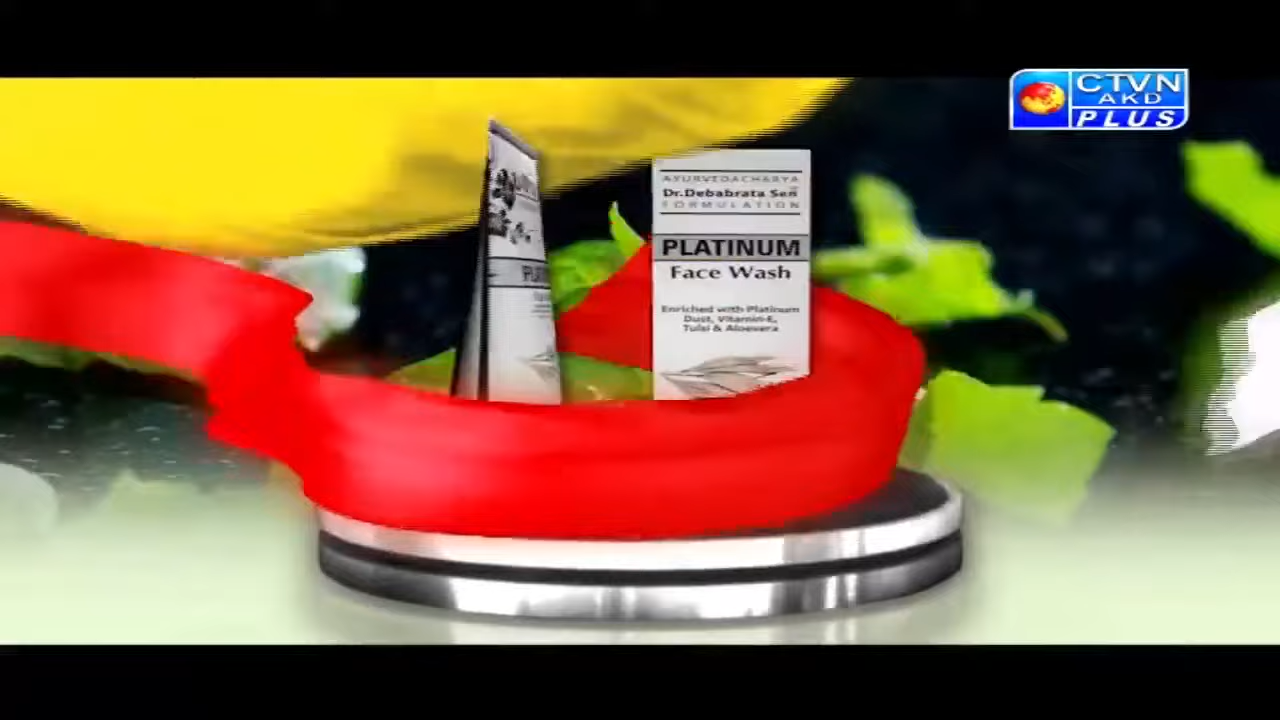 CTVN
AKD
PLUS
AYURVEDACHARYA
Dr.Debabrata Sen
FORMULATION
PLATINUM
Face Wash
Enriched with Platinum
Dust, Vitamin-E,
Tulsi & Aloevera